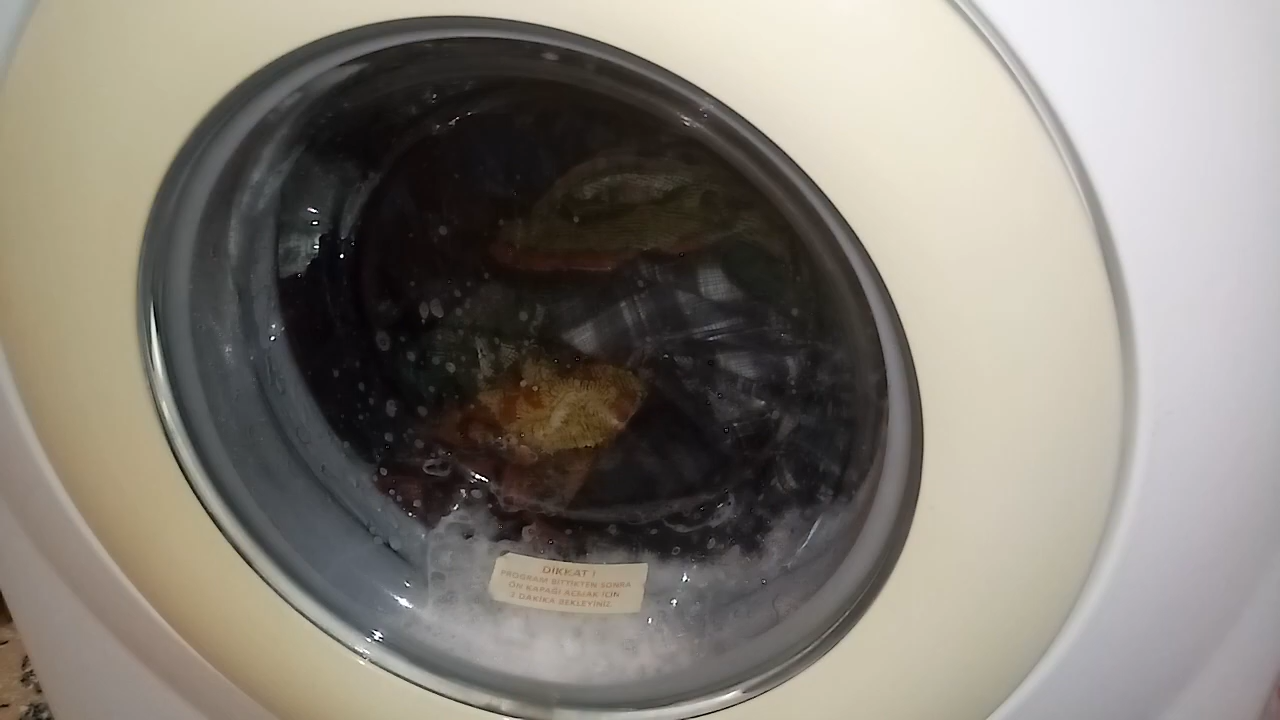 DİKKAT !
PROGRAM BİTTİKTEN SONRA
ÖN KAPAĞI AÇMAK İÇİN
2 DAKİKA BEKLEYİNİZ.